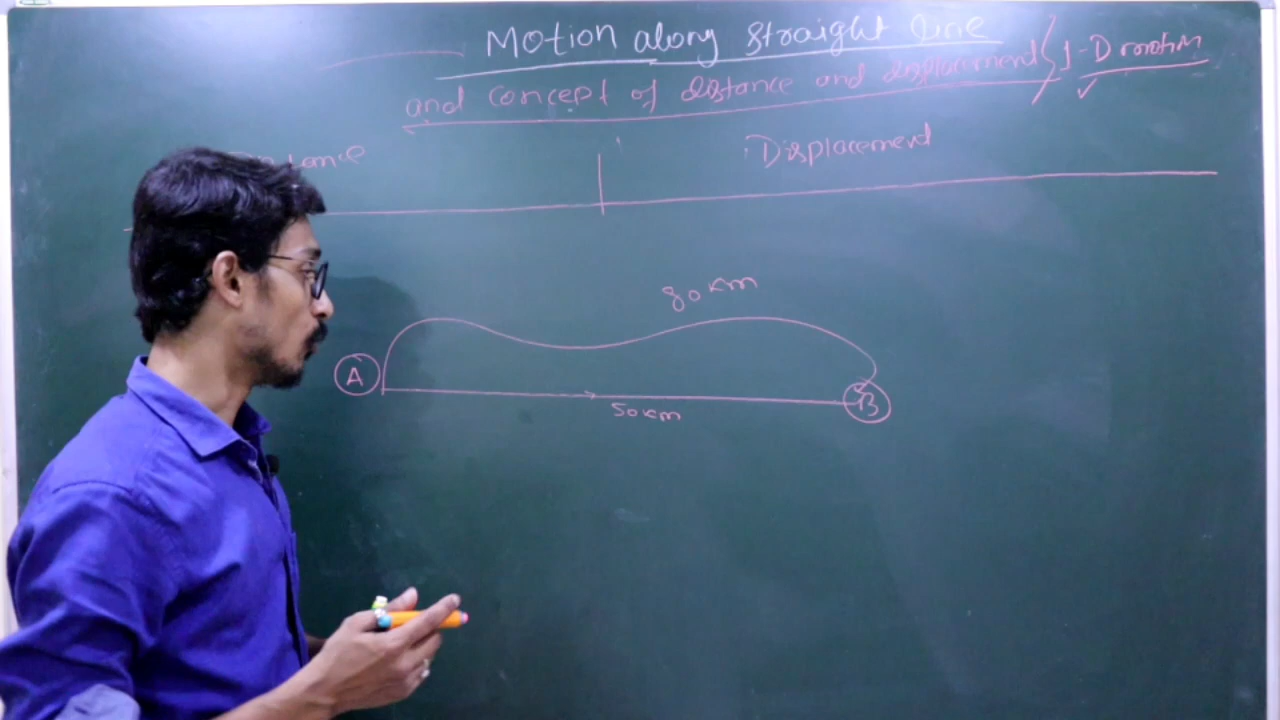 Motion along straight line
and concept of distance and displacement / 1-D motion
Displacement
80 km
A
50 km
B